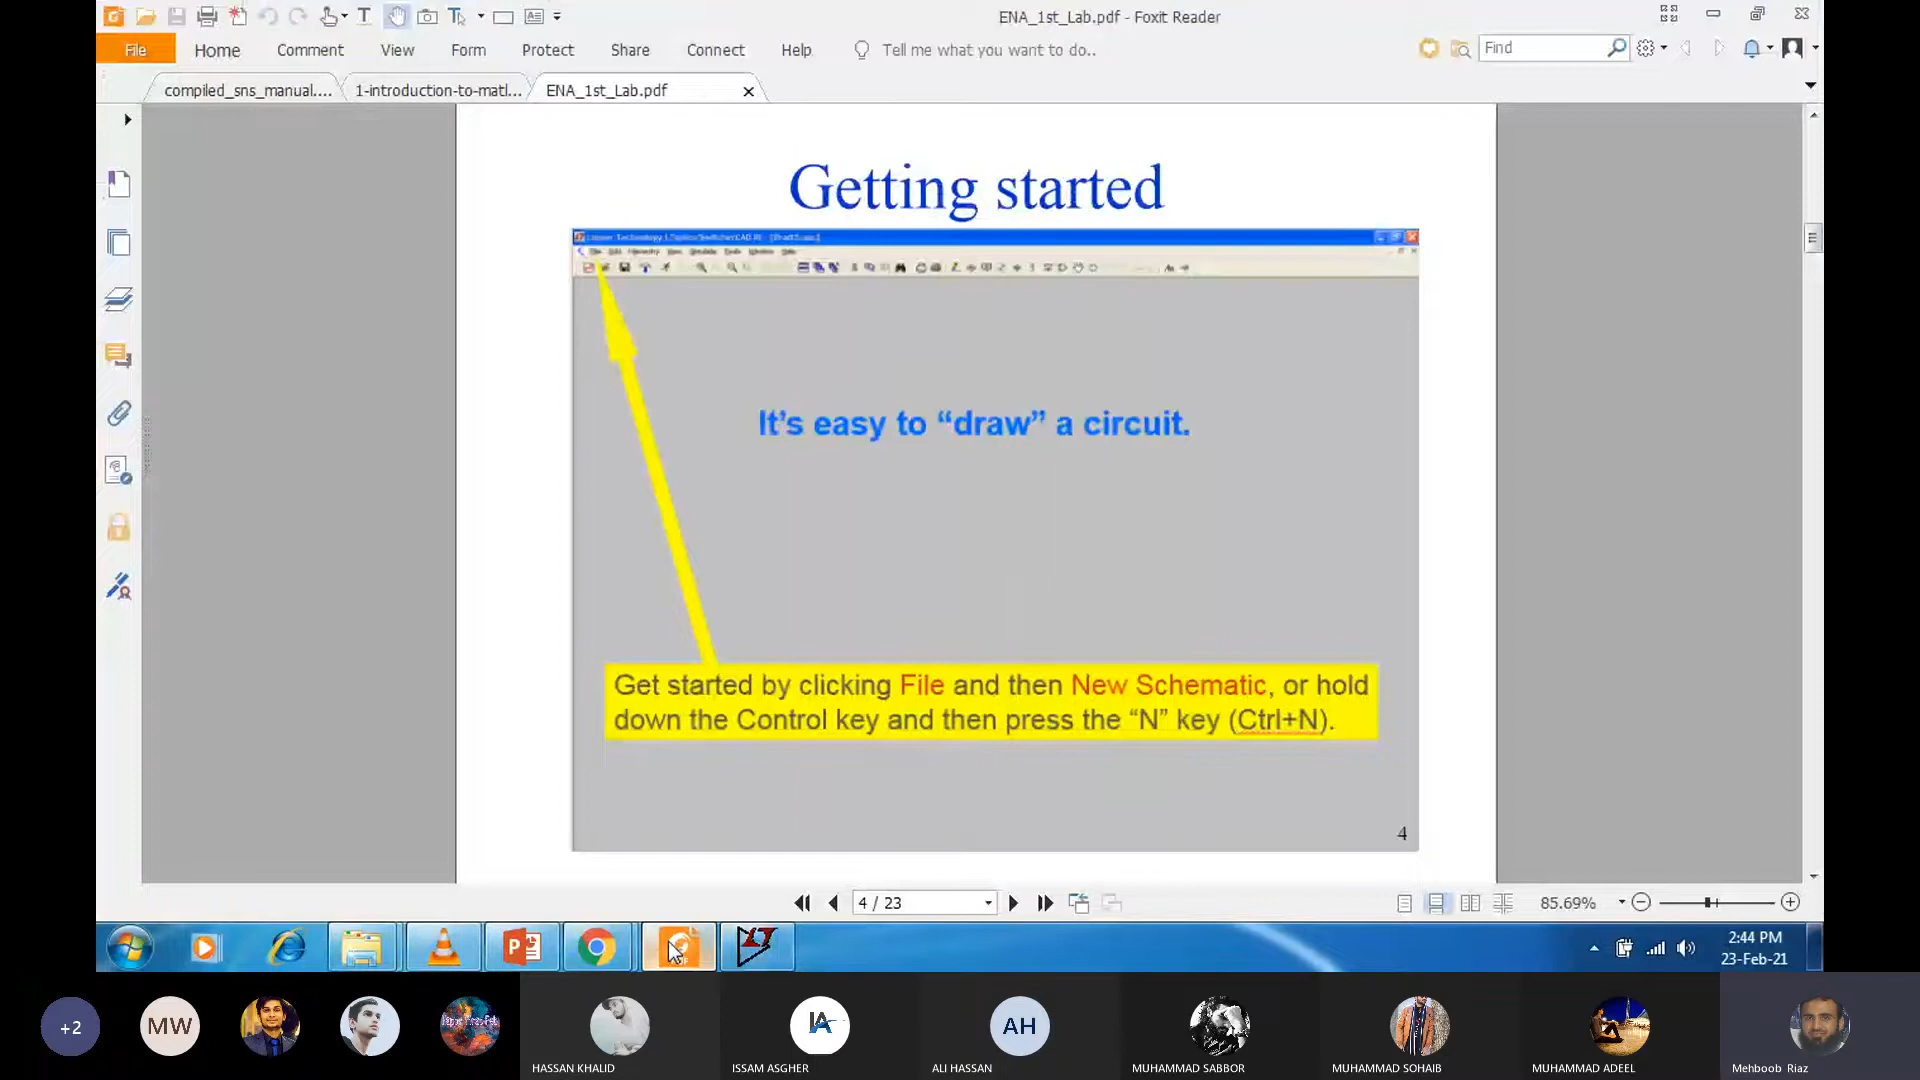 ENA_1st_Lab.pdf - Foxit Reader
File Home Comment View Form Protect Share Connect Help Tell me what you want to do.. Find
compiled_sns_manual.... 1-introduction-to-matl... ENA_1st_Lab.pdf
Getting started
It's easy to “draw” a circuit.
Get started by clicking File and then New Schematic, or hold
down the Control key and then press the “N” key (Ctrl+N).
4
4 / 23 85.69%
2:44 PM
23-Feb-21
+2 MW IA AH
HASSAN KHALID ISSAM ASGHER ALI HASSAN MUHAMMAD SABBOR MUHAMMAD SOHAIB MUHAMMAD ADEEL Mehboob Riaz